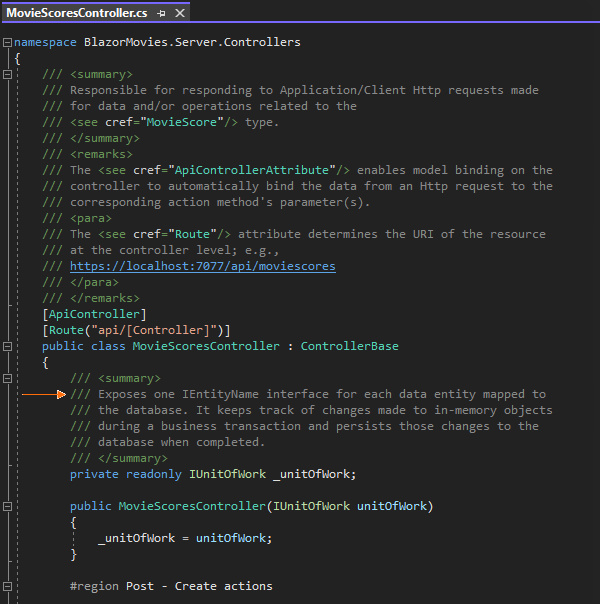 MovieScoresController.cs
namespace BlazorMovies.Server.Controllers
{
/// <summary>
/// Responsible for responding to Application/Client Http requests made
/// for data and/or operations related to the
/// <see cref="MovieScore"/> type.
/// </summary>
/// <remarks>
/// The <see cref="ApiControllerAttribute"/> enables model binding on the
/// controller to automatically bind the data from an Http request to the
/// corresponding action method's parameter(s).
/// <para>
/// The <see cref="Route"/> attribute determines the URI of the resource
/// at the controller level; e.g.,
/// https://localhost:7077/api/moviescores
/// </para>
/// </remarks>
[ApiController]
[Route("api/[Controller]")]
public class MovieScoresController : ControllerBase
{
/// <summary>
/// Exposes one IEntityName interface for each data entity mapped to
/// the database. It keeps track of changes made to in-memory objects
/// during a business transaction and persists those changes to the
/// database when completed.
/// </summary>
private readonly IUnitOfWork _unitOfWork;
public MovieScoresController(IUnitOfWork unitOfWork)
{
_unitOfWork = unitOfWork;
}
#region Post - Create actions